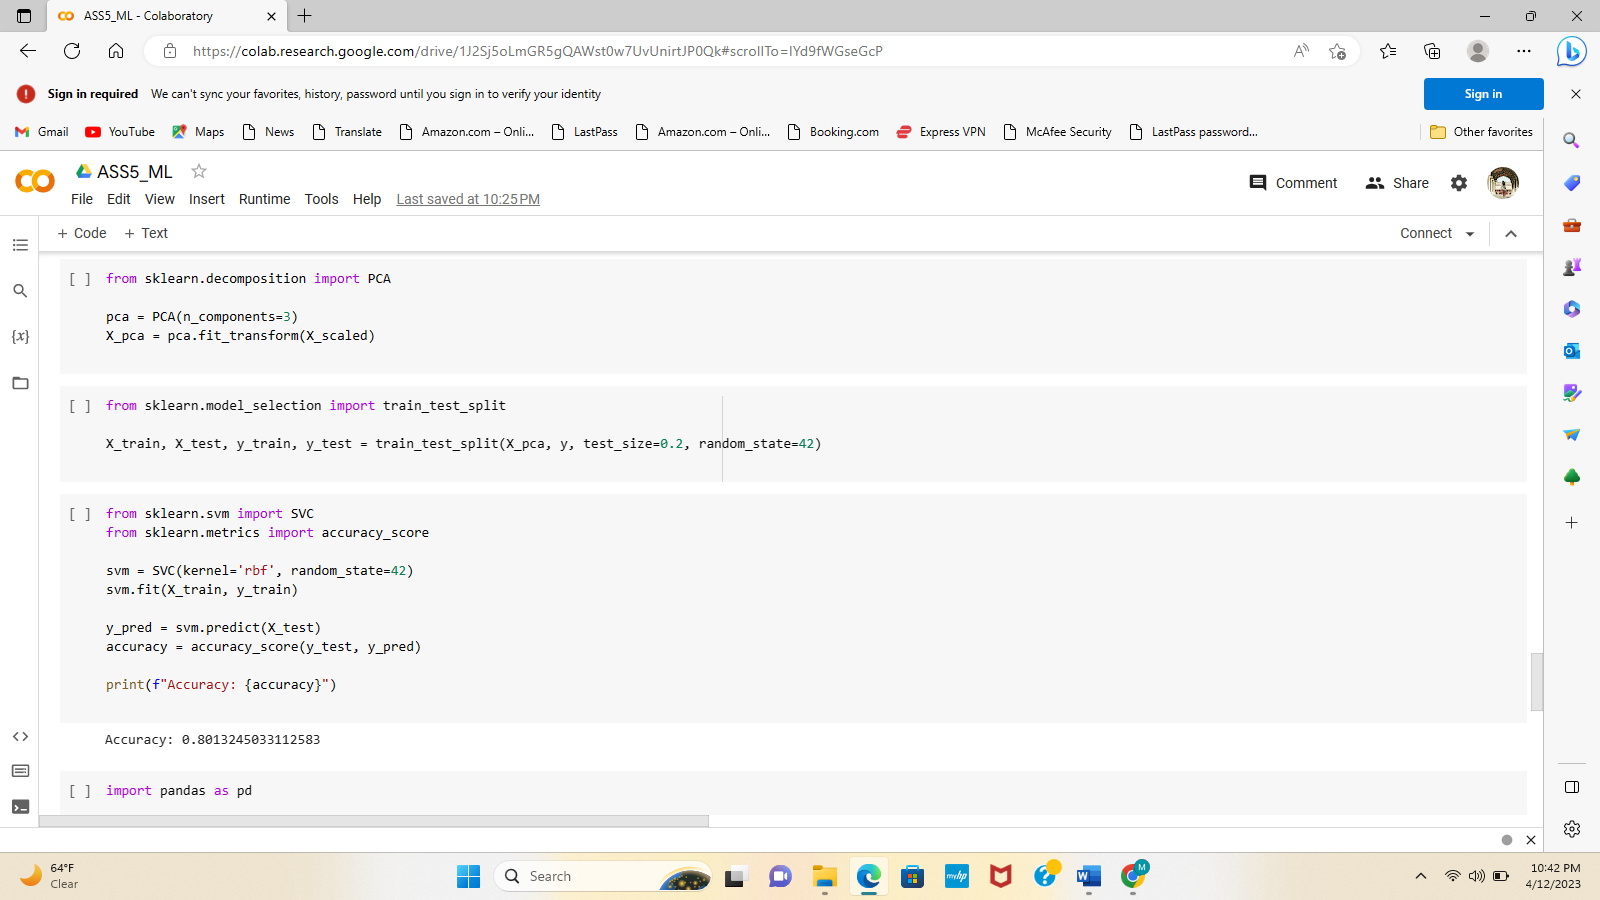 ASS5_ML - Colaboratory
https://colab.research.google.com/drive/1J2Sj5oLmGR5gQAWst0w7UvUnirtJP0Qk#scrollTo=IYd9fWGseGcP
Sign in required We can't sync your favorites, history, password until you sign in to verify your identity
Sign in
Gmail YouTube Maps News Translate Amazon.com – Onli... LastPass Amazon.com – Onli... Booking.com Express VPN McAfee Security LastPass password... Other favorites
ASS5_ML
Comment Share
File Edit View Insert Runtime Tools Help Last saved at 10:25 PM
+ Code + Text Connect
[ ] from sklearn.decomposition import PCA
pca = PCA(n_components=3)
X_pca = pca.fit_transform(X_scaled)
[ ] from sklearn.model_selection import train_test_split
X_train, X_test, y_train, y_test = train_test_split(X_pca, y, test_size=0.2, random_state=42)
[ ] from sklearn.svm import SVC
from sklearn.metrics import accuracy_score
svm = SVC(kernel='rbf', random_state=42)
svm.fit(X_train, y_train)
y_pred = svm.predict(X_test)
accuracy = accuracy_score(y_test, y_pred)
print(f"Accuracy: {accuracy}")
Accuracy: 0.8013245033112583
[ ] import pandas as pd
64°F
Clear
Search
myhp
M
10:42 PM
4/12/2023